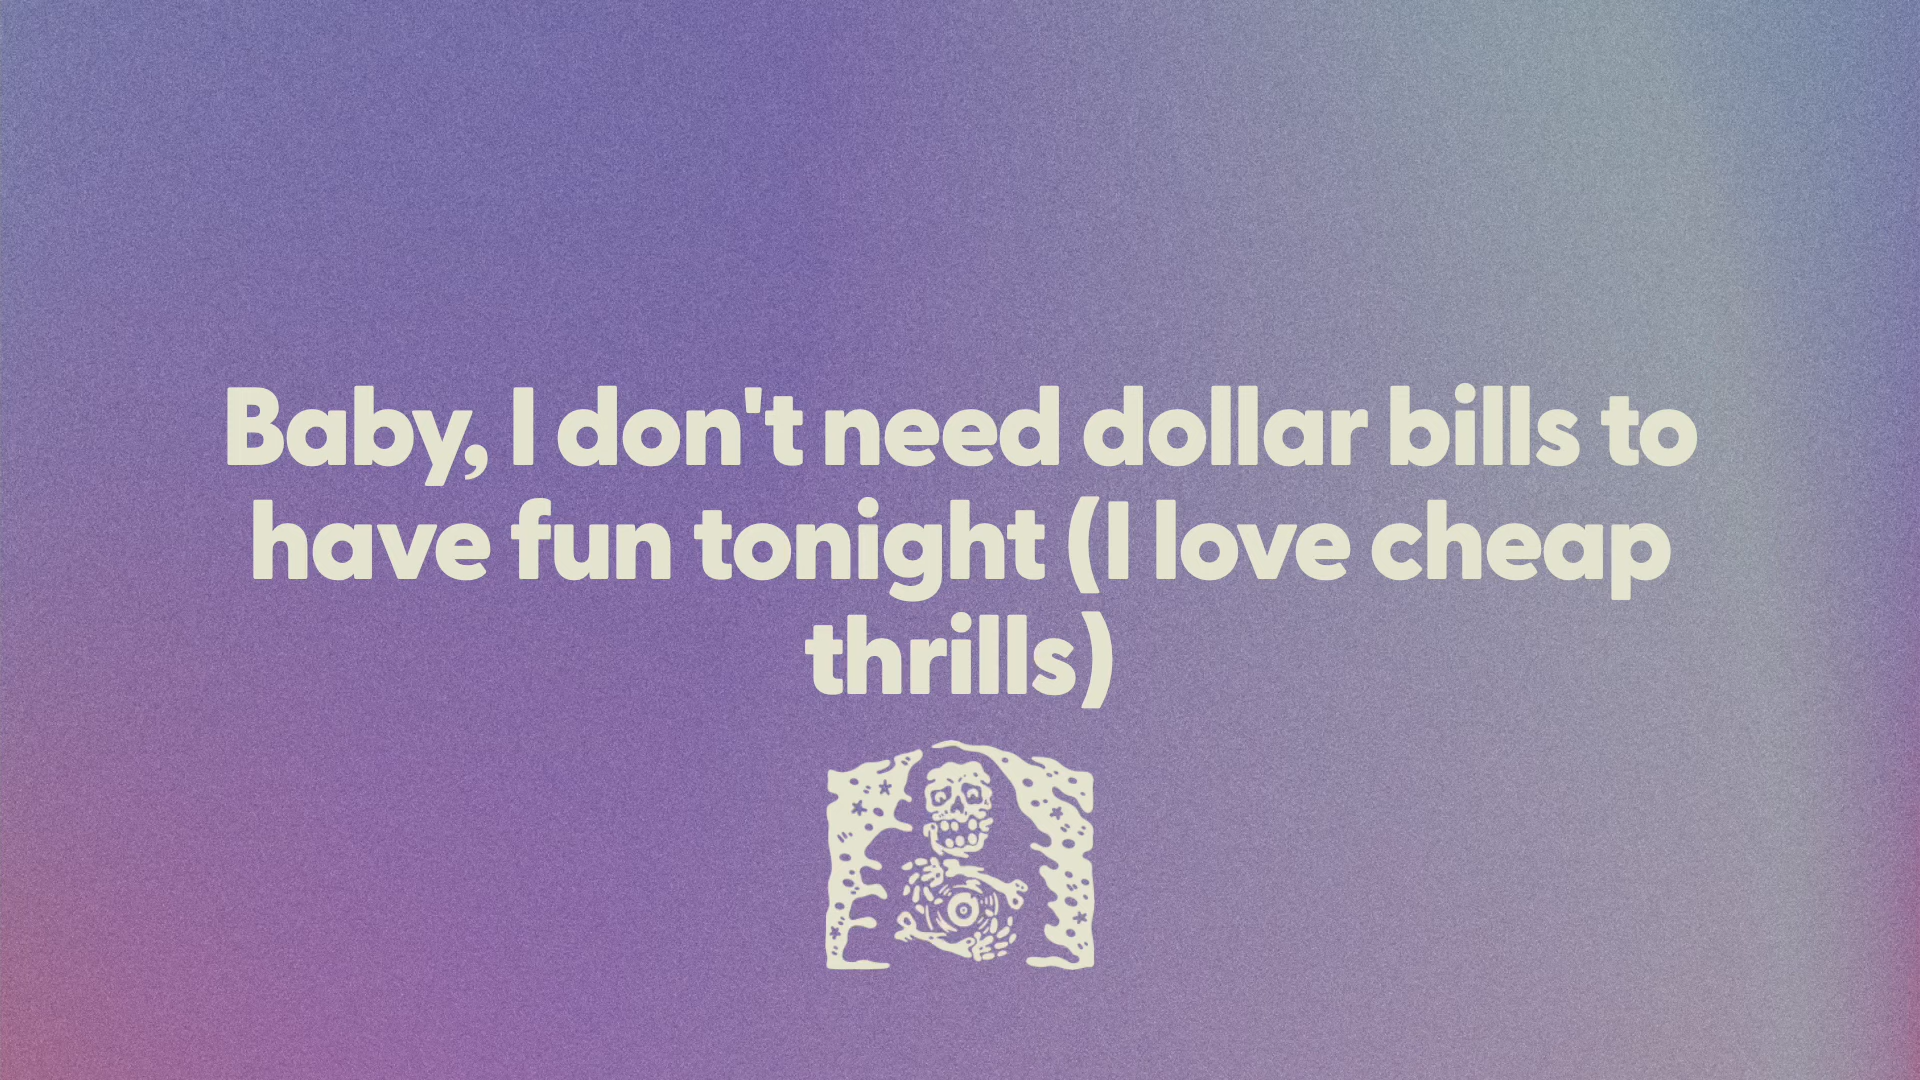 Baby, I don't need dollar bills to
have fun tonight (I love cheap
thrills)